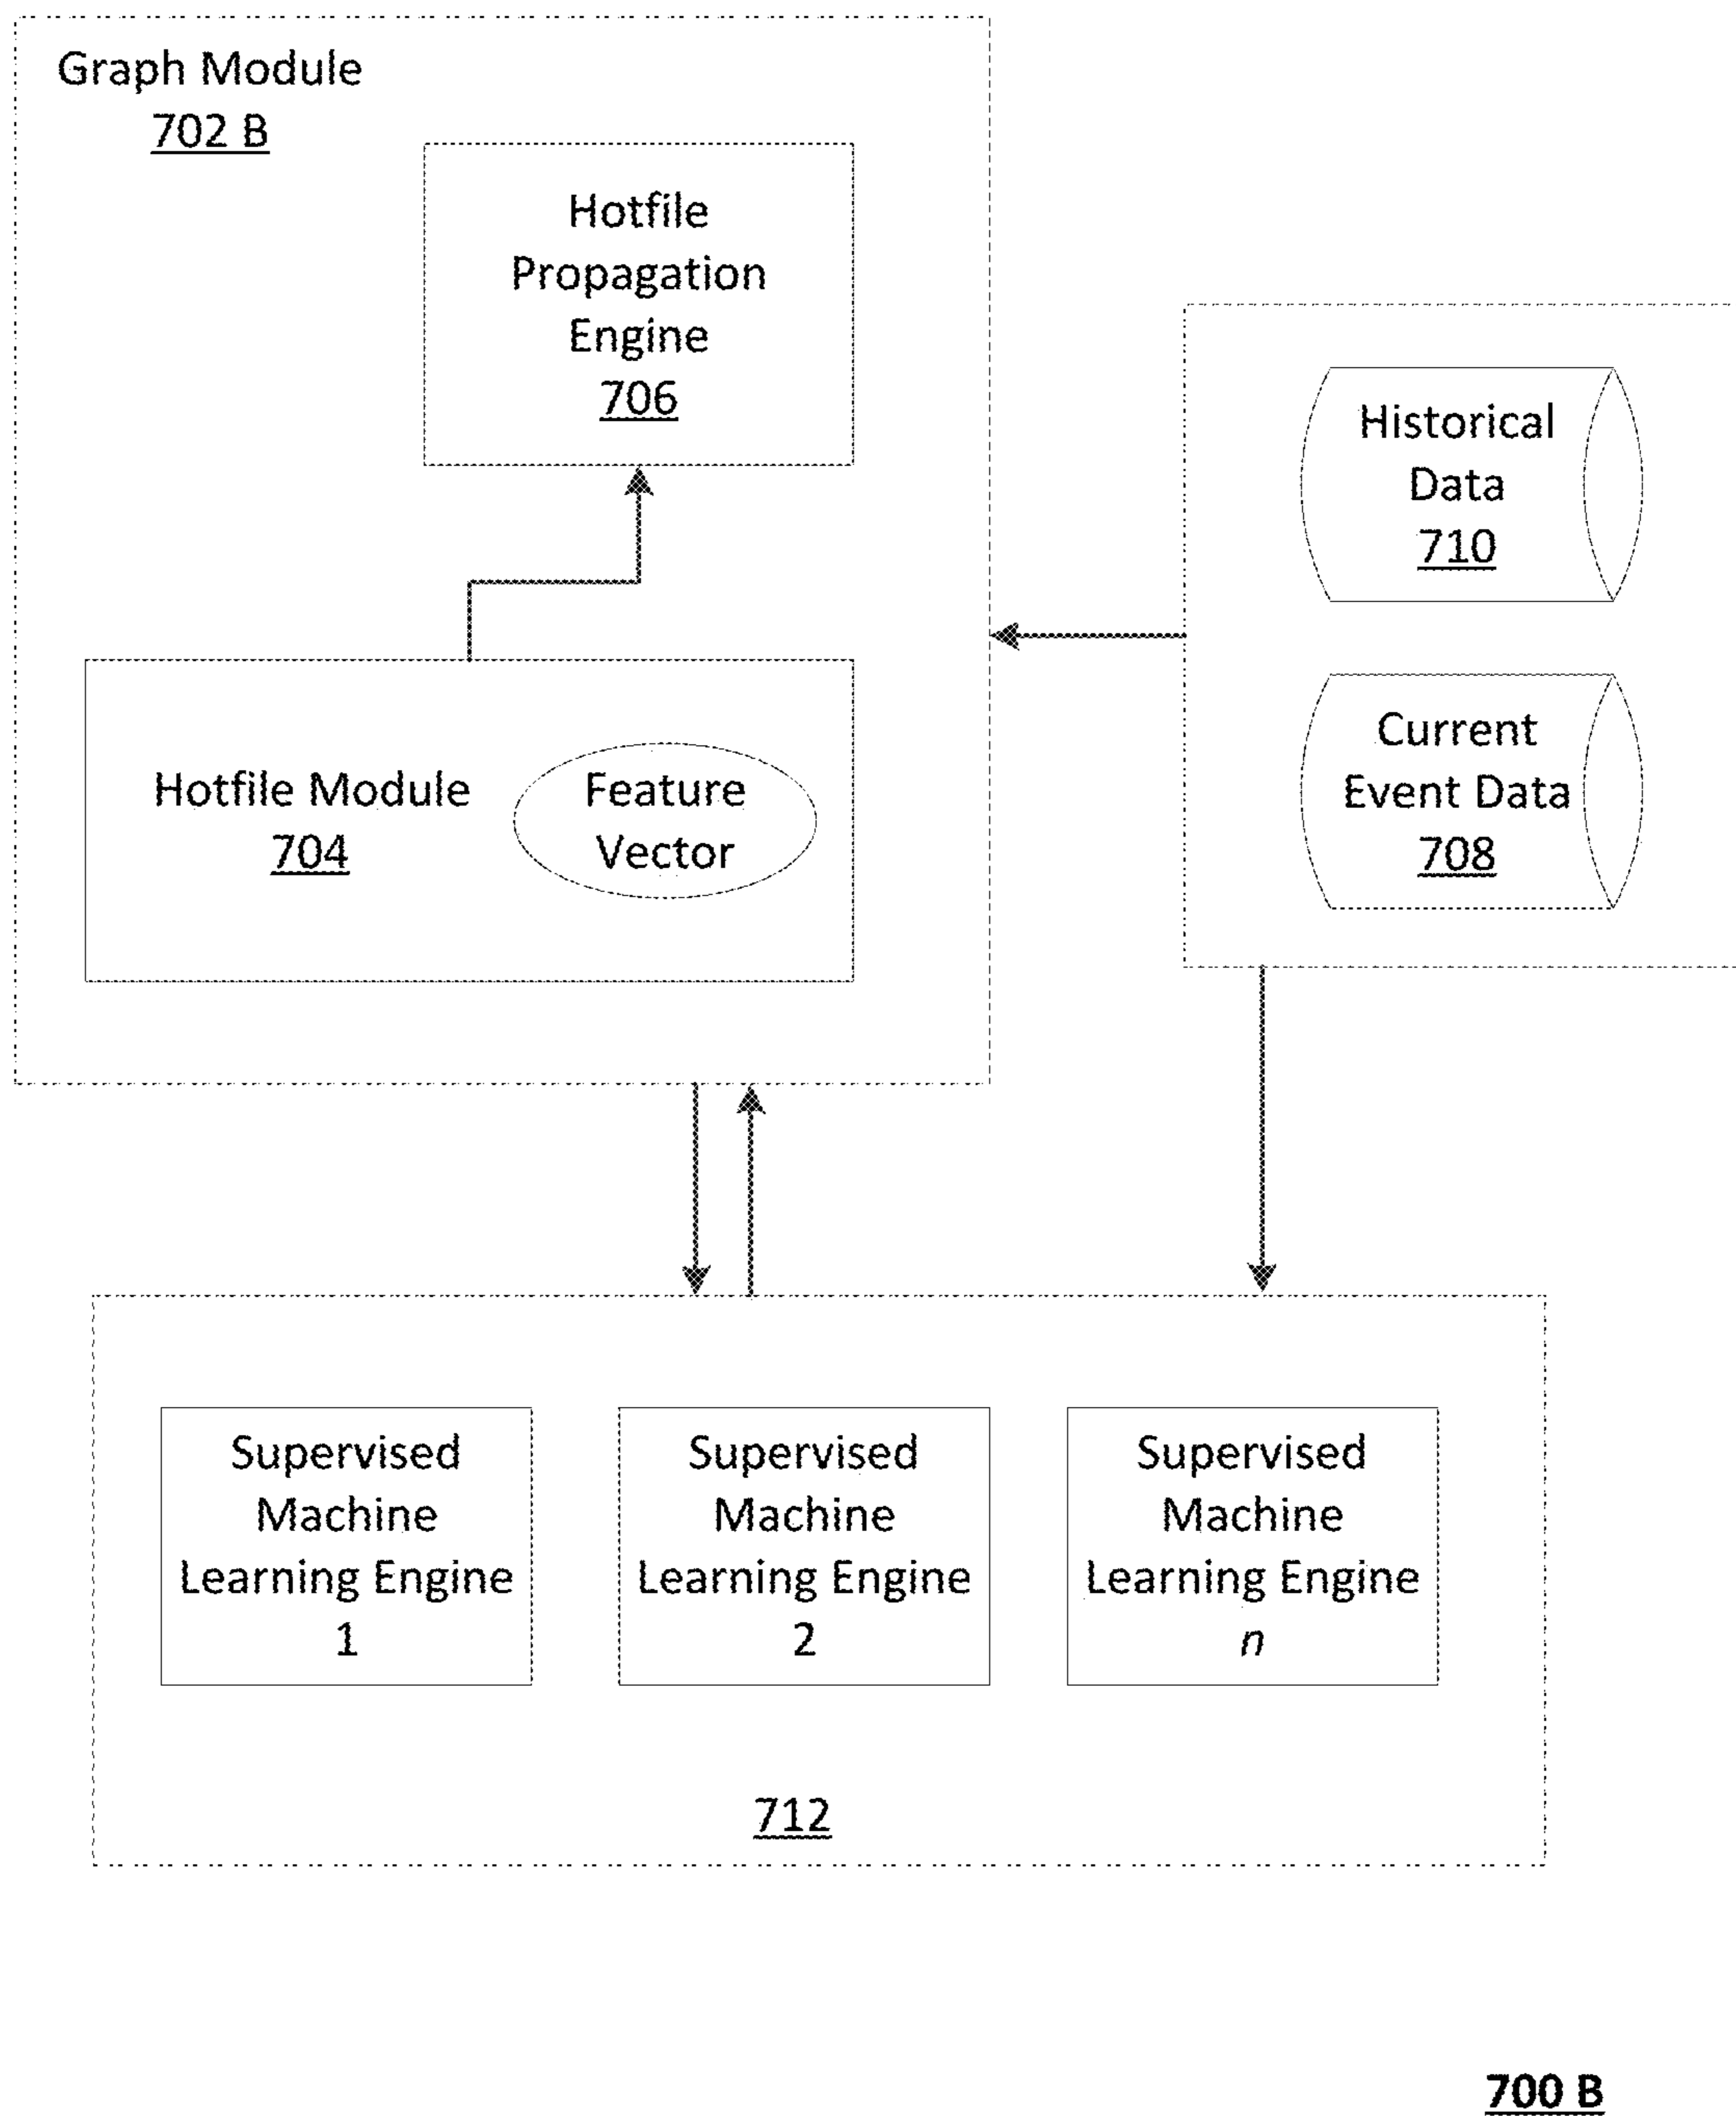 Graph Module
702 B
Hotfile
Propagation
Engine
706
Historical
Data
710
Hotfile Module
704
Feature
Vector
Current
Event Data
708
Supervised
Machine
Learning Engine
1
Supervised
Machine
Learning Engine
2
Supervised
Machine
Learning Engine
n
712
700 B